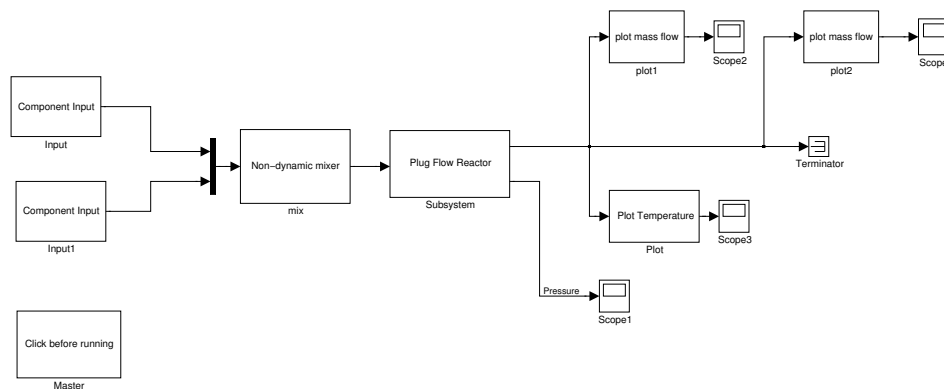 plot mass flow
plot1
Scope2
plot mass flow
plot2
Scope
Component Input
Input
Component Input
Input1
Non-dynamic mixer
mix
Plug Flow Reactor
Subsystem
Terminator
Plot Temperature
Plot
Scope3
Pressure
Scope1
Click before running
Master